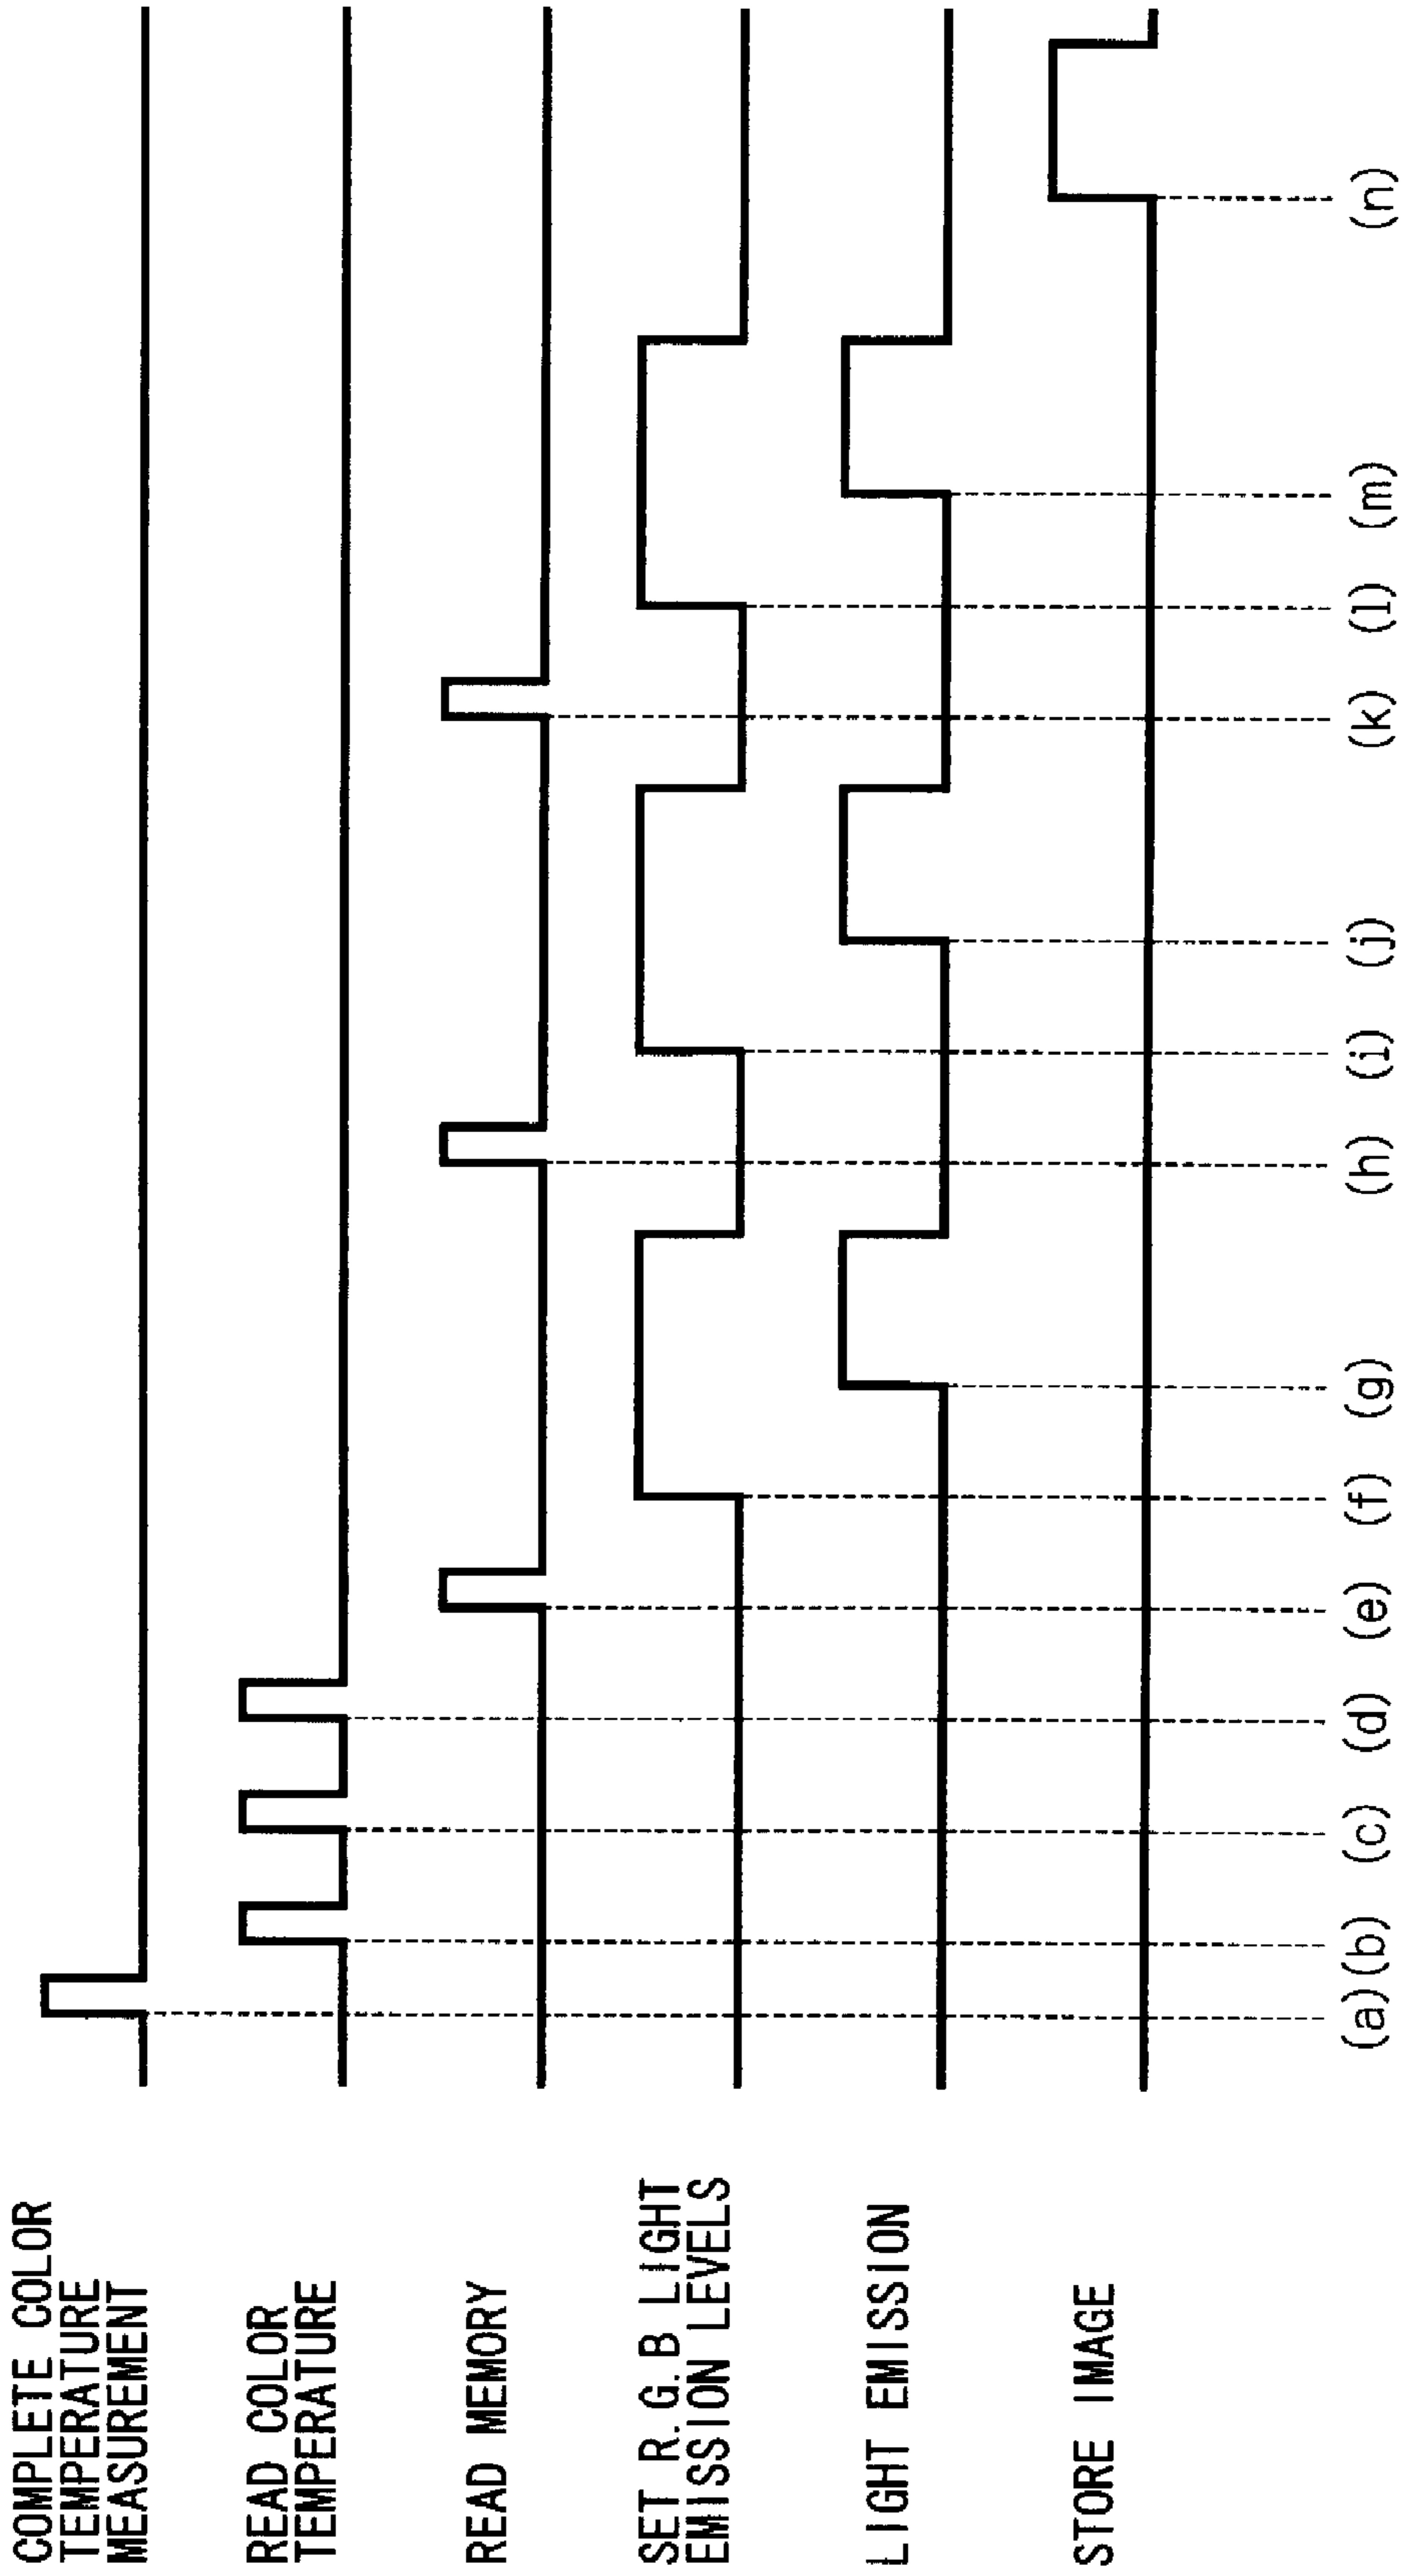 COMPLETE COLOR
TEMPERATURE
MEASUREMENT
READ COLOR
TEMPERATURE
READ MEMORY
SET R.G.B LIGHT
EMISSION LEVELS
LIGHT EMISSION
STORE IMAGE
(a) (b) (c) (d) (e) (f) (g) (h) (i) (j) (k) (l) (m) (n)